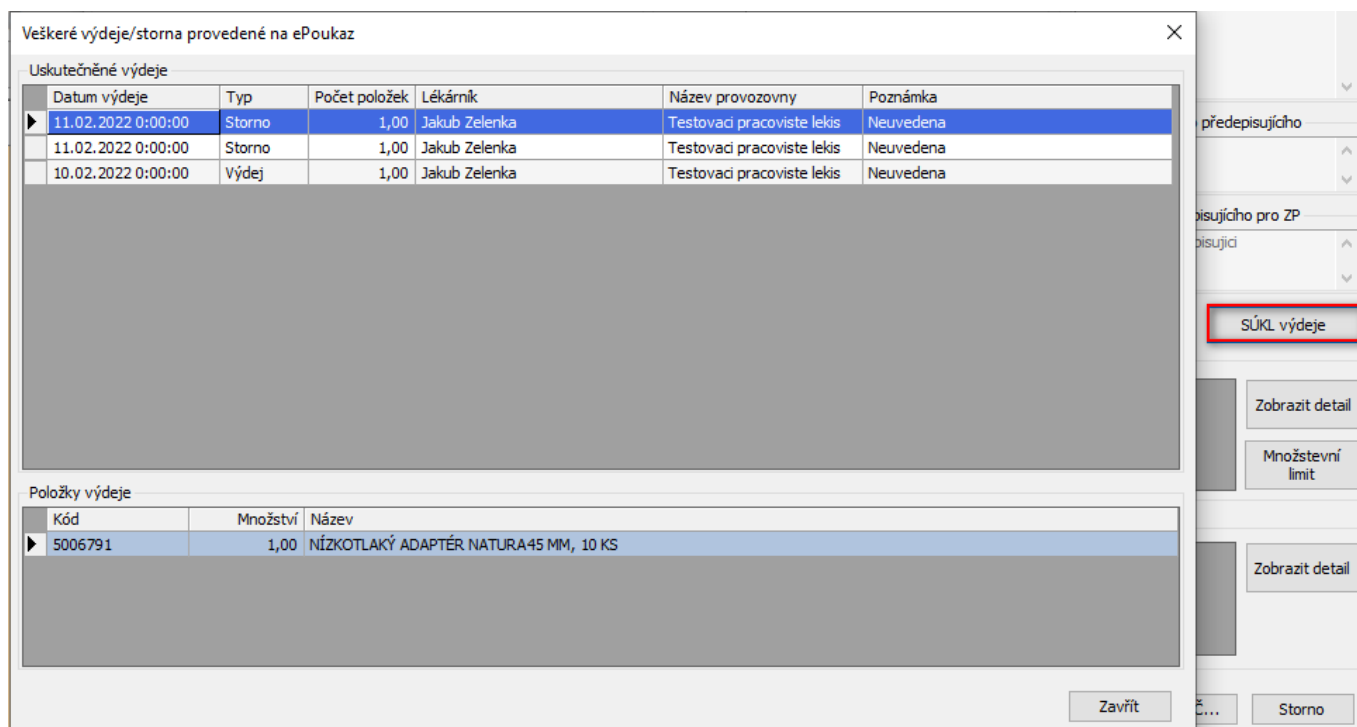 Veškeré výdeje/storna provedené na ePoukaz
Uskutečněné výdeje
Datum výdeje Typ Počet položek Lékárník Název provozovny Poznámka
11.02.2022 0:00:00 Storno 1,00 Jakub Zelenka Testovaci pracoviste lekis Neuvedena
11.02.2022 0:00:00 Storno 1,00 Jakub Zelenka Testovaci pracoviste lekis Neuvedena
10.02.2022 0:00:00 Výdej 1,00 Jakub Zelenka Testovaci pracoviste lekis Neuvedena
Položky výdeje
Kód Množství Název
5006791 1,00 NÍZKOTLAKÝ ADAPTÉR NATURA45 MM, 10 KS
Zavřít
předepisujícího
pisujícího pro ZP
pisujici
SÚKL výdeje
Zobrazit detail
Množstevní
limit
Zobrazit detail
č...
Storno